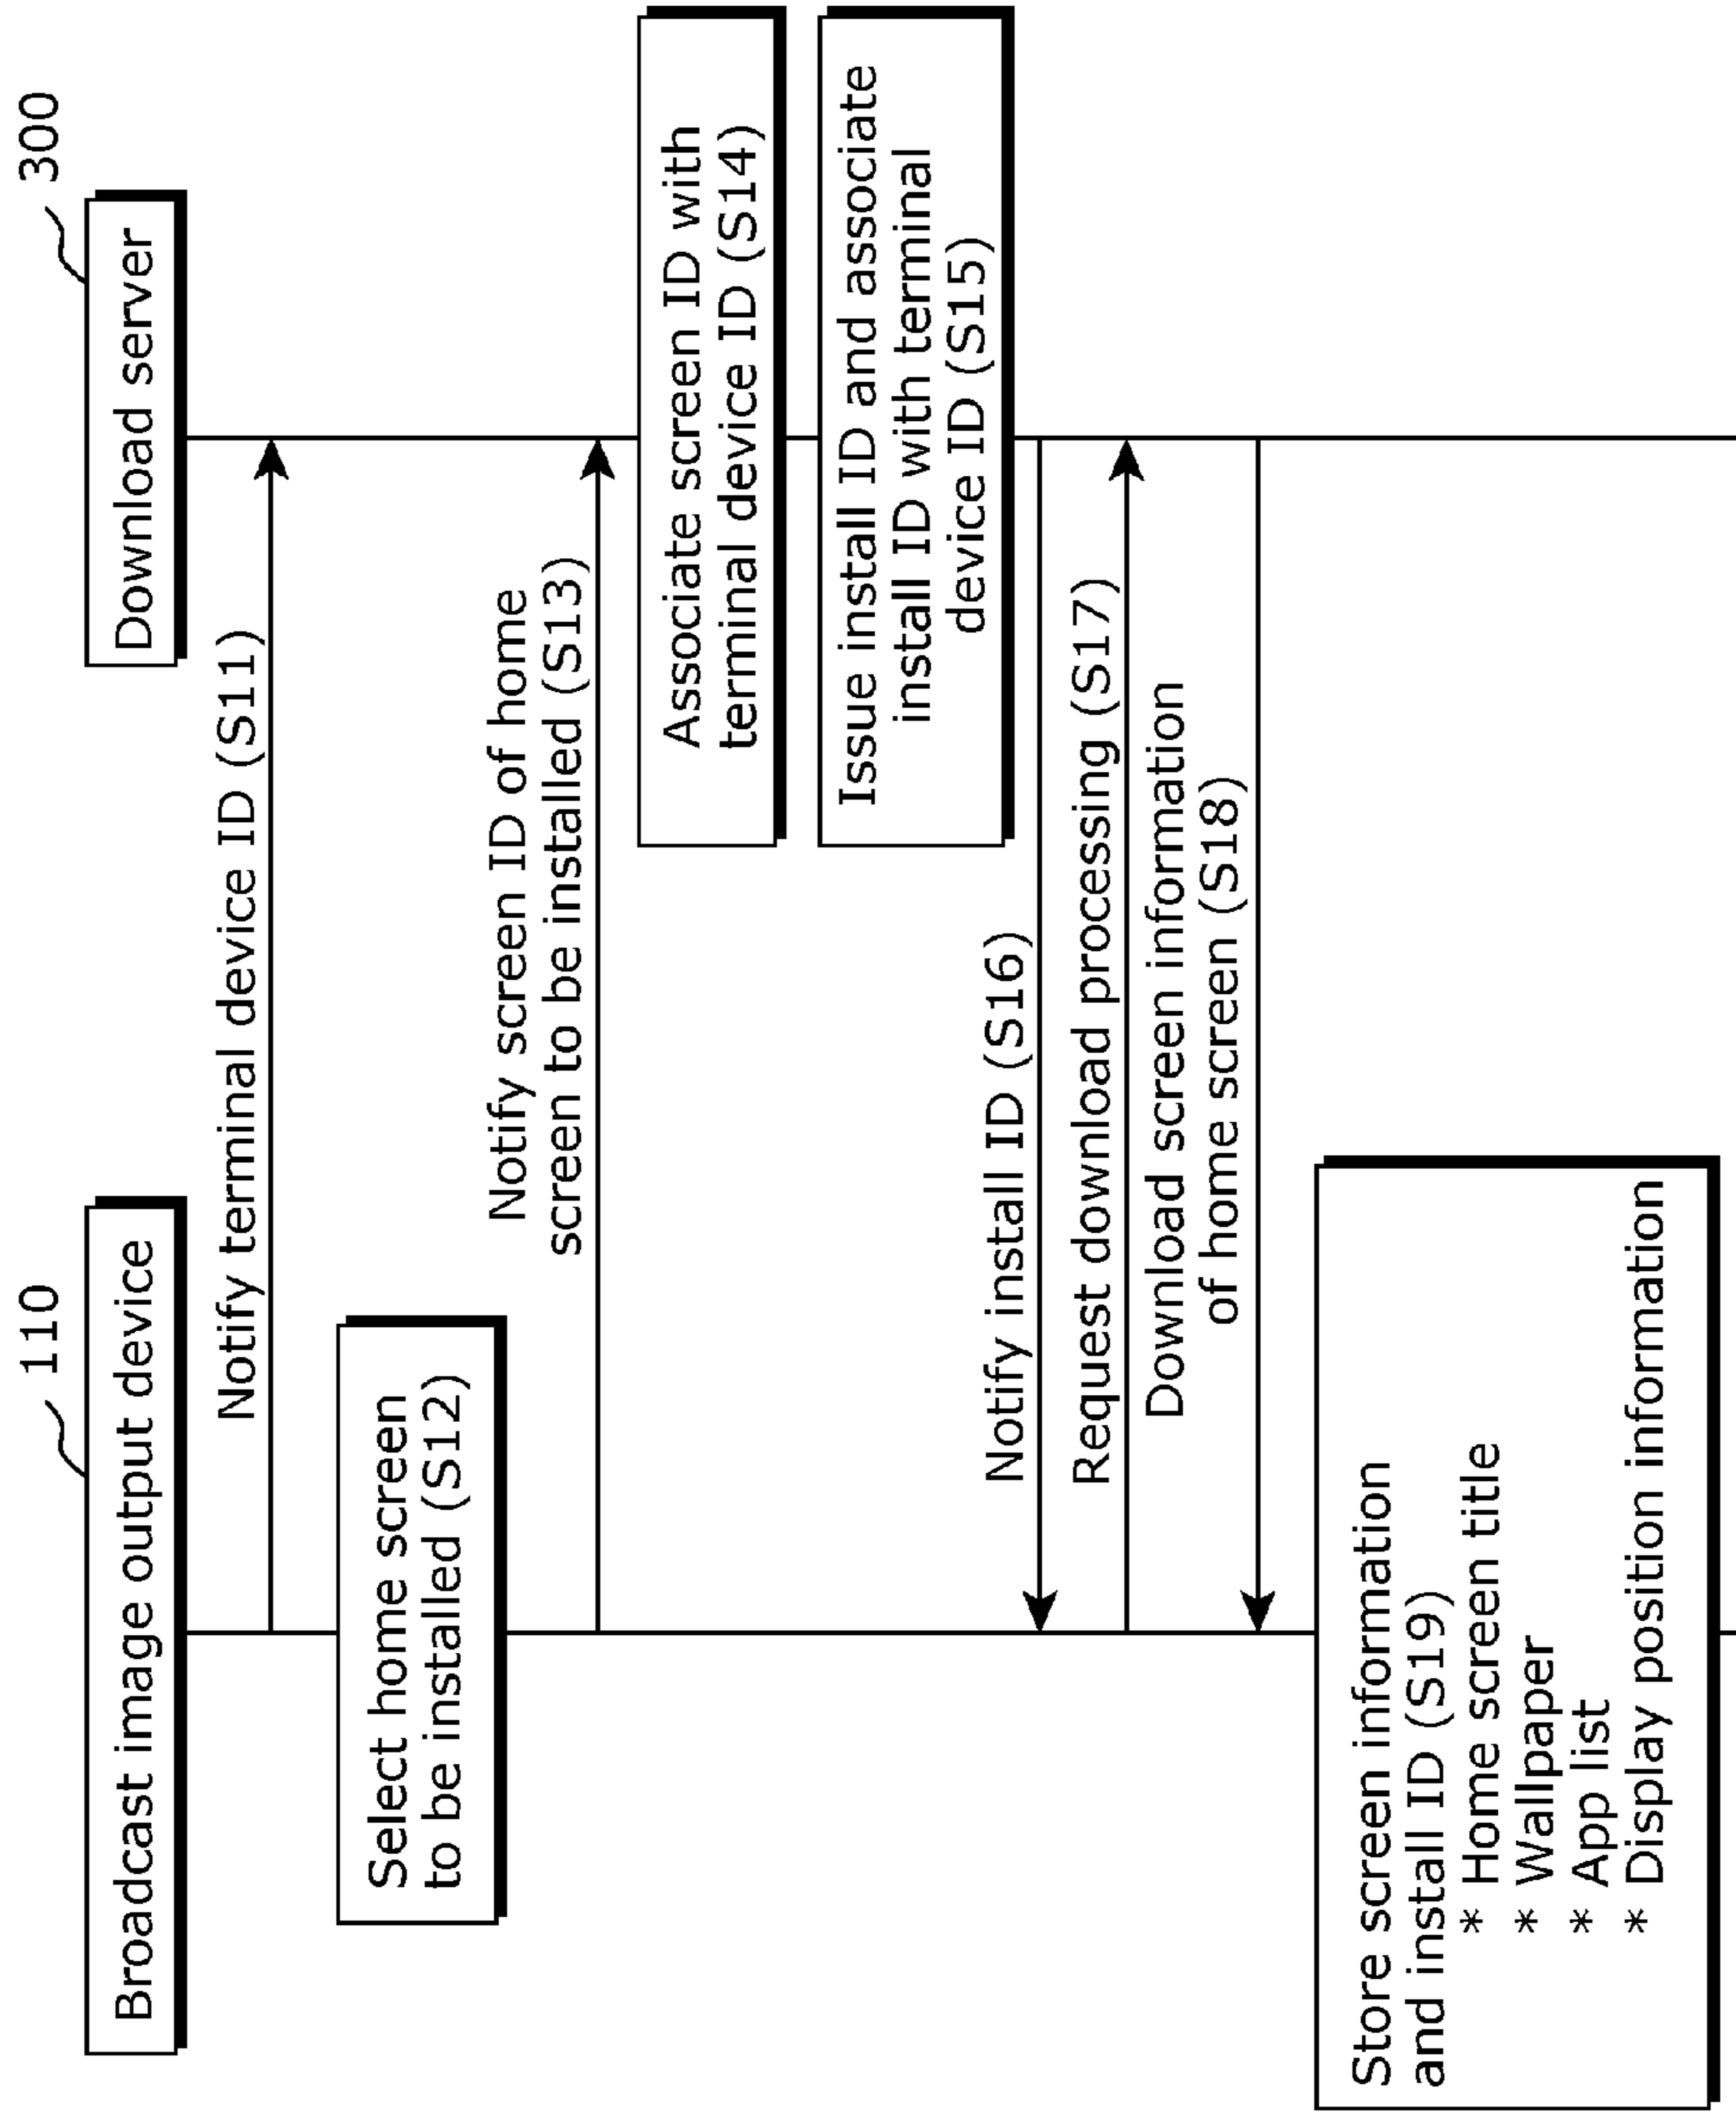 110
300
Broadcast image output device
Download server
Notify terminal device ID (S11)
Select home screen
to be installed (S12)
Notify screen ID of home
screen to be installed (S13)
Associate screen ID with
terminal device ID (S14)
Issue install ID and associate
install ID with terminal
device ID (S15)
Notify install ID (S16)
Request download processing (S17)
Download screen information
of home screen (S18)
Store screen information
and install ID (S19)
* Home screen title
* Wallpaper
* App list
* Display position information